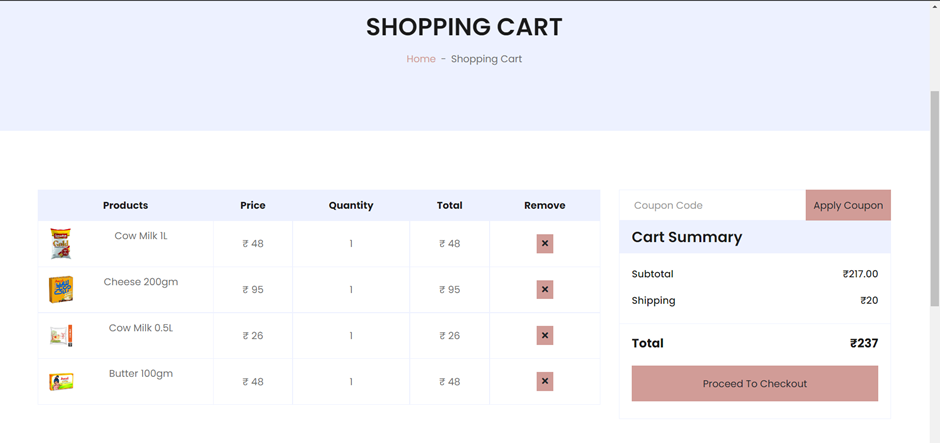 SHOPPING CART
Home - Shopping Cart
Products Price Quantity Total Remove
Cow Milk 1L ₹ 48 1 ₹ 48 ×
Cheese 200gm ₹ 95 1 ₹ 95 ×
Cow Milk 0.5L ₹ 26 1 ₹ 26 ×
Butter 100gm ₹ 48 1 ₹ 48 ×
Coupon Code Apply Coupon
Cart Summary
Subtotal ₹217.00
Shipping ₹20
Total ₹237
Proceed To Checkout